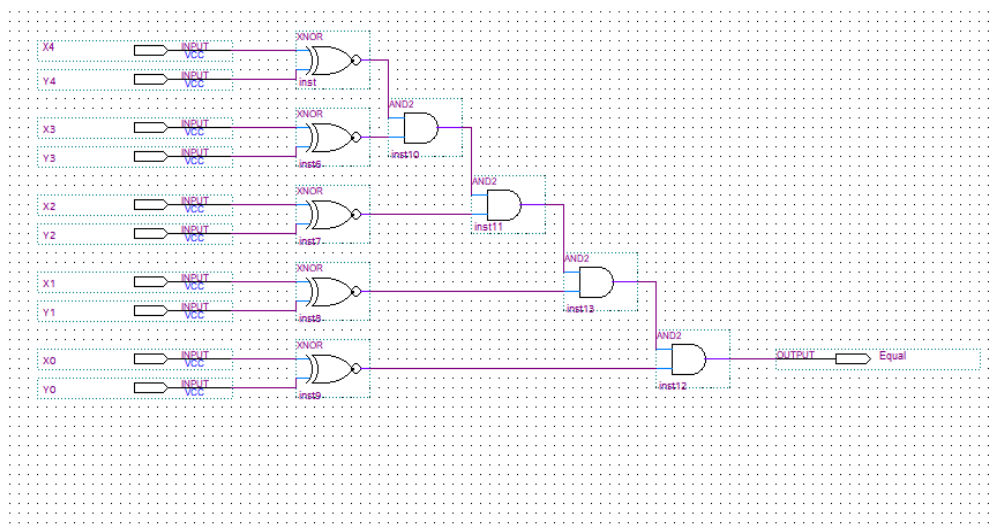 X4 INPUT VCC
Y4 INPUT VCC
XNOR
inst
X3 INPUT VCC
Y3 INPUT VCC
XNOR
inst6
AND2
inst10
X2 INPUT VCC
Y2 INPUT VCC
XNOR
inst7
AND2
inst11
X1 INPUT VCC
Y1 INPUT VCC
XNOR
inst8
AND2
inst13
X0 INPUT VCC
Y0 INPUT VCC
XNOR
inst9
AND2
inst12
OUTPUT Equal